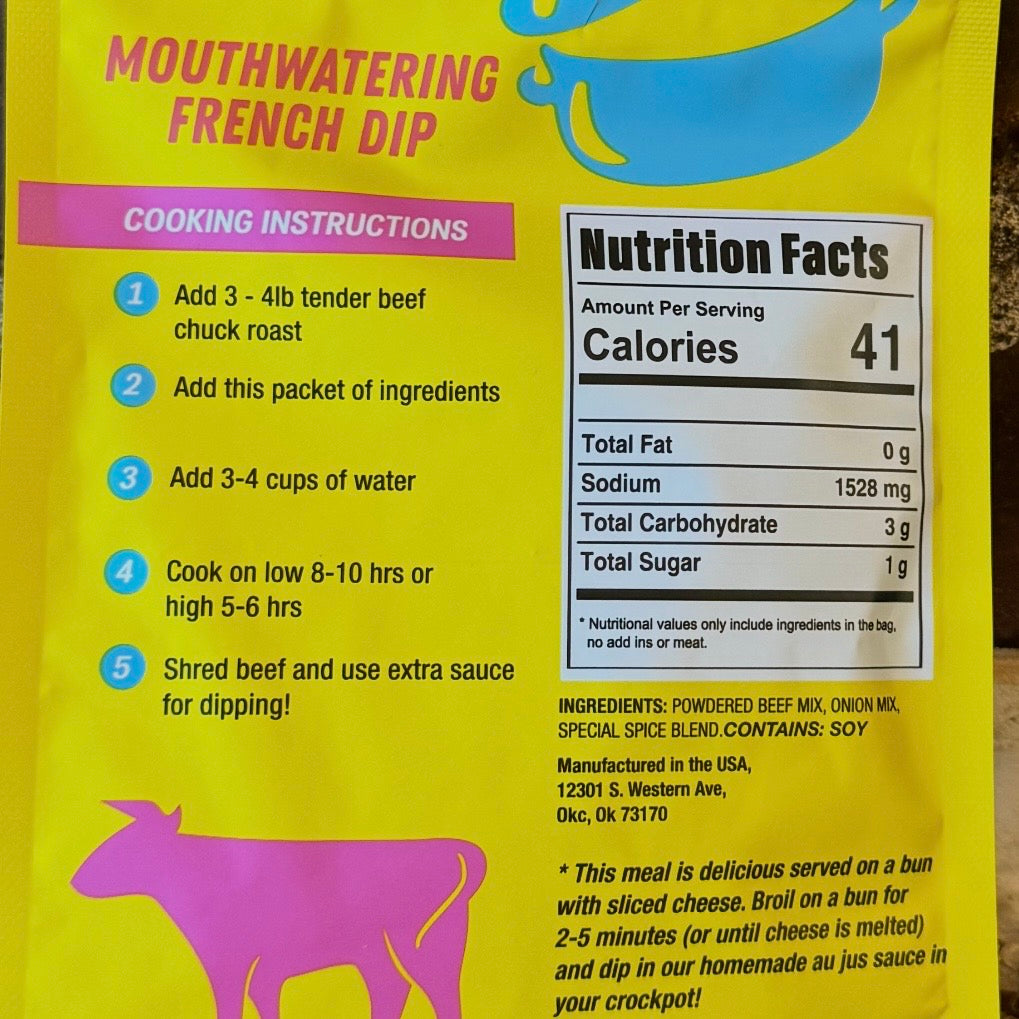 MOUTHWATERING
FRENCH DIP
COOKING INSTRUCTIONS
1 Add 3 - 4lb tender beef
chuck roast
2 Add this packet of ingredients
3 Add 3-4 cups of water
4 Cook on low 8-10 hrs or
high 5-6 hrs
5 Shred beef and use extra sauce
for dipping!
Nutrition Facts
Amount Per Serving
Calories 41
Total Fat 0 g
Sodium 1528 mg
Total Carbohydrate 3 g
Total Sugar 1 g
* Nutritional values only include ingredients in the bag,
no add ins or meat.
INGREDIENTS: POWDERED BEEF MIX, ONION MIX,
SPECIAL SPICE BLEND.CONTAINS: SOY
Manufactured in the USA,
12301 S. Western Ave,
Okc, Ok 73170
* This meal is delicious served on a bun
with sliced cheese. Broil on a bun for
2-5 minutes (or until cheese is melted)
and dip in our homemade au jus sauce in
your crockpot!